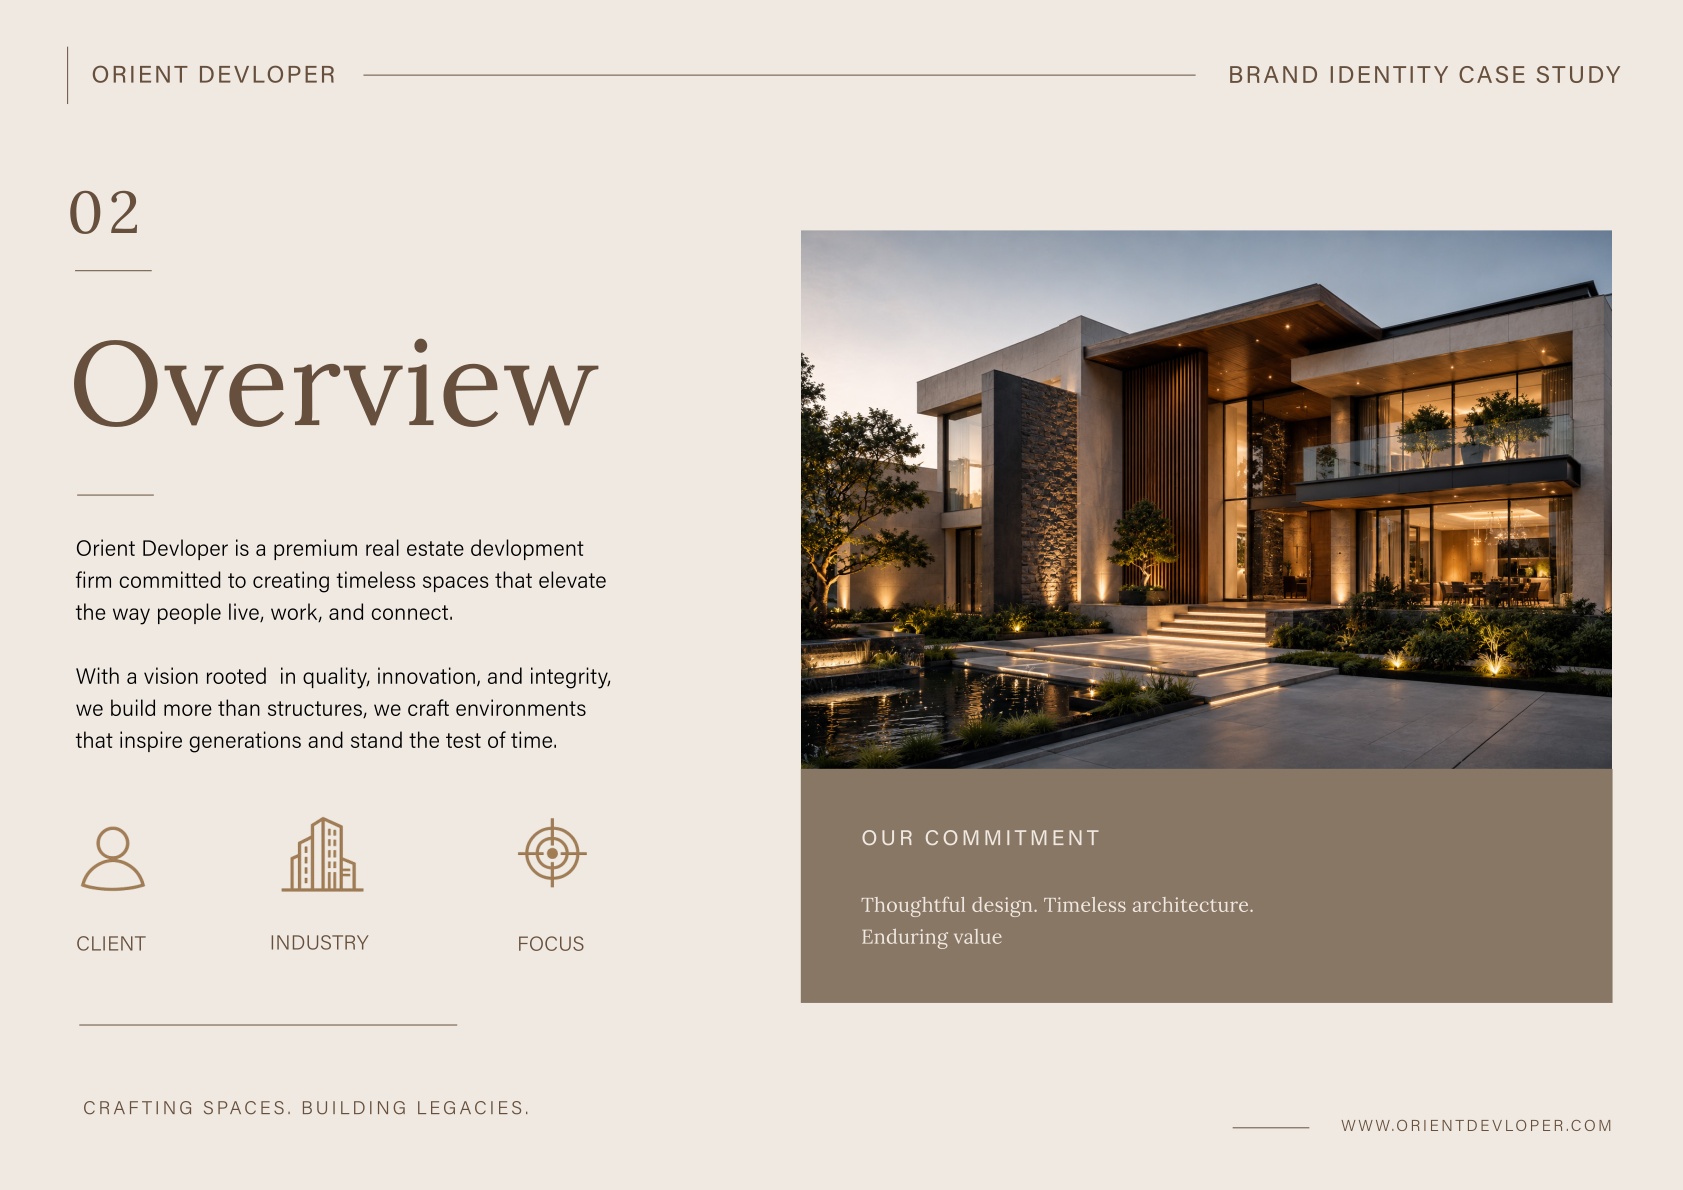 ORIENT DEVLOPER
BRAND IDENTITY CASE STUDY
02
Overview
Orient Devloper is a premium real estate devlopment
firm committed to creating timeless spaces that elevate
the way people live, work, and connect.
With a vision rooted  in quality, innovation, and integrity,
we build more than structures, we craft environments
that inspire generations and stand the test of time.
CLIENT
INDUSTRY
FOCUS
OUR COMMITMENT
Thoughtful design. Timeless architecture.
Enduring value
CRAFTING SPACES. BUILDING LEGACIES.
WWW.ORIENTDEVLOPER.COM